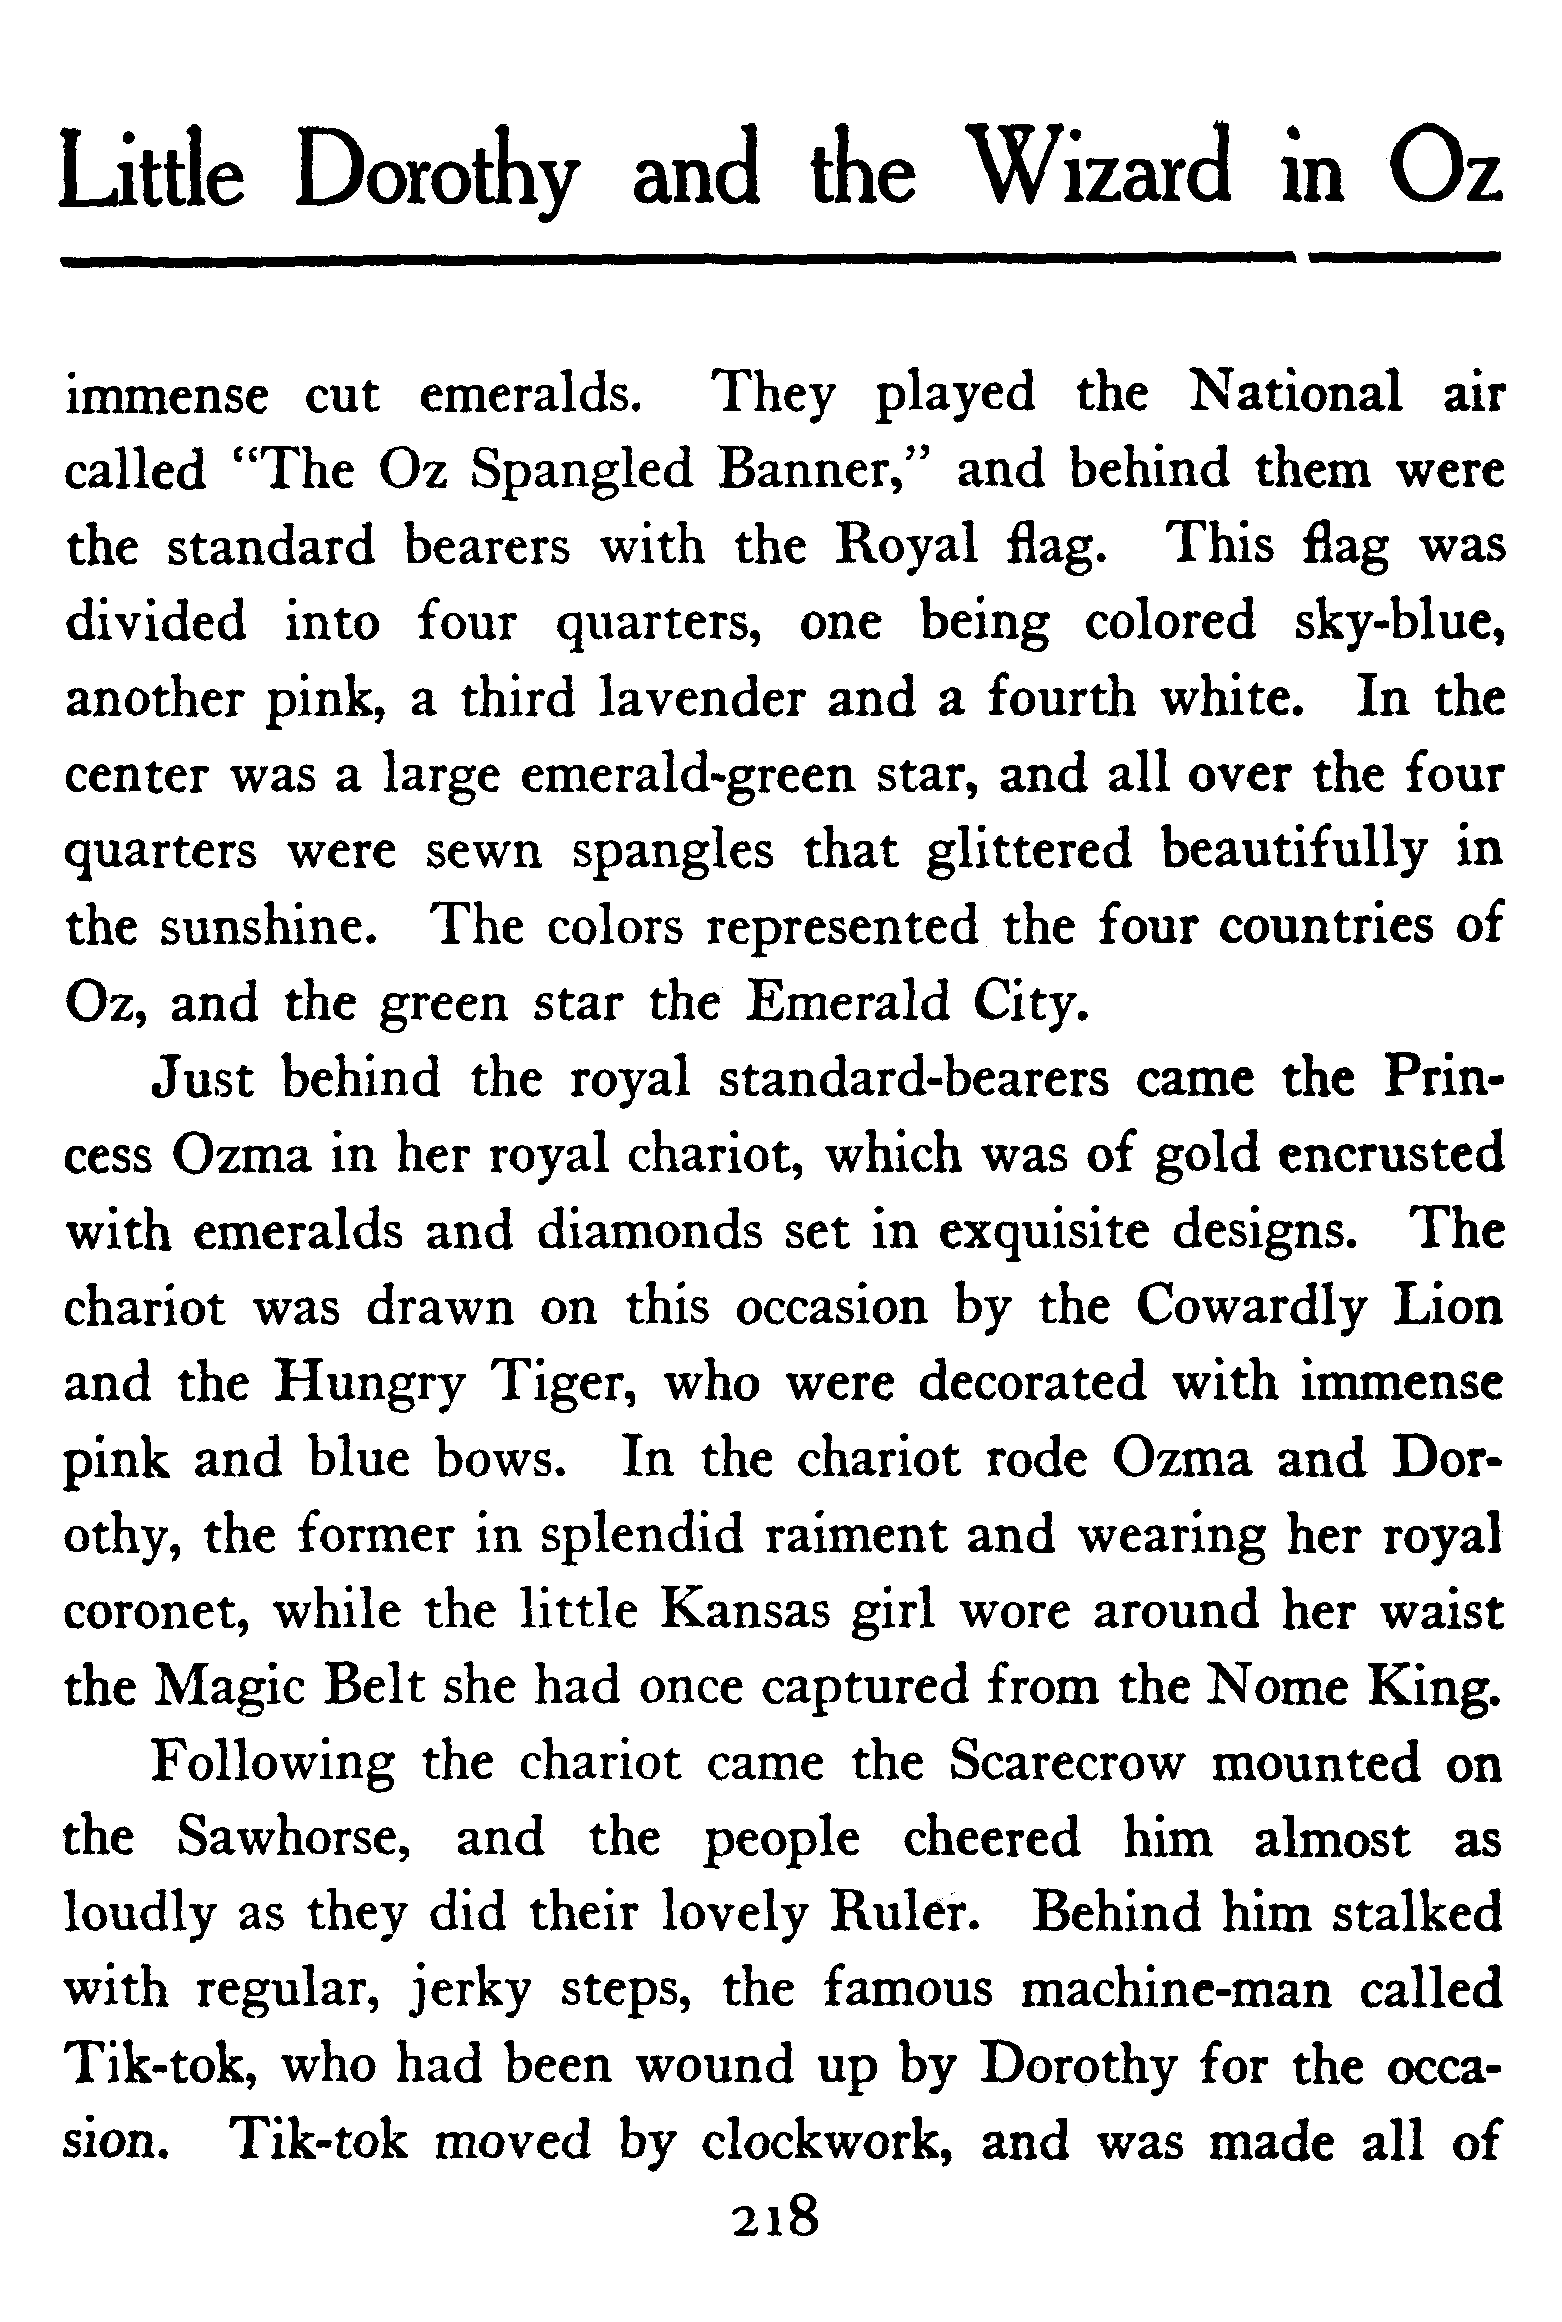 Little Dorothy and the Wizard in Oz
immense cut emeralds. They played the National air
called “The Oz Spangled Banner,” and behind them were
the standard bearers with the Royal flag. This flag was
divided into four quarters, one being colored sky-blue,
another pink, a third lavender and a fourth white. In the
center was a large emerald-green star, and all over the four
quarters were sewn spangles that glittered beautifully in
the sunshine. The colors represented the four countries of
Oz, and the green star the Emerald City.
Just behind the royal standard-bearers came the Prin-
cess Ozma in her royal chariot, which was of gold encrusted
with emeralds and diamonds set in exquisite designs. The
chariot was drawn on this occasion by the Cowardly Lion
and the Hungry Tiger, who were decorated with immense
pink and blue bows. In the chariot rode Ozma and Dor-
othy, the former in splendid raiment and wearing her royal
coronet, while the little Kansas girl wore around her waist
the Magic Belt she had once captured from the Nome King.
Following the chariot came the Scarecrow mounted on
the Sawhorse, and the people cheered him almost as
loudly as they did their lovely Ruler. Behind him stalked
with regular, jerky steps, the famous machine-man called
Tik-tok, who had been wound up by Dorothy for the occa-
sion. Tik-tok moved by clockwork, and was made all of
218